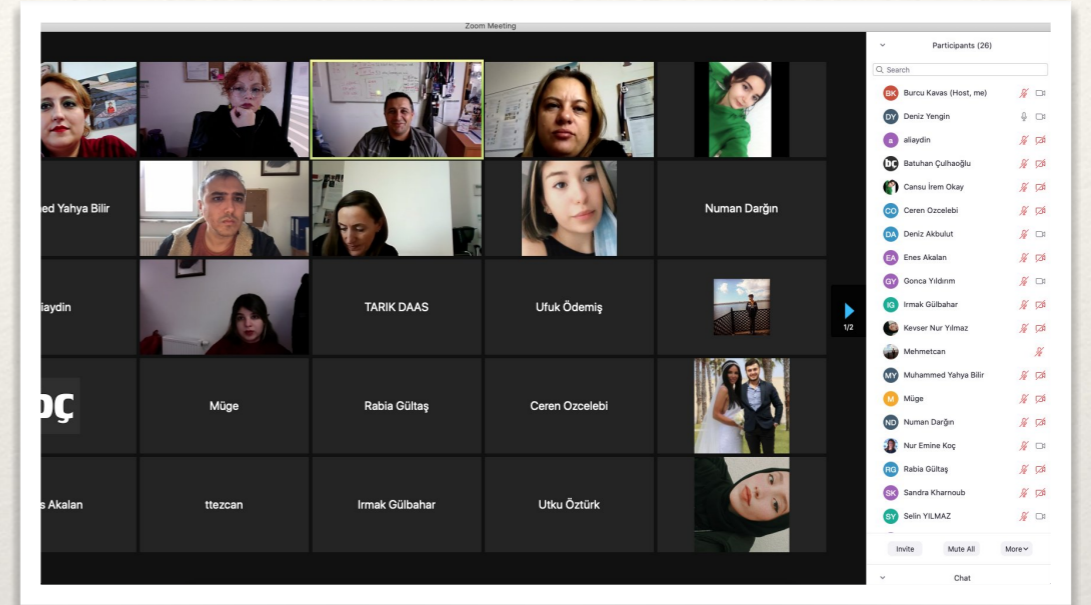 Zoom Meeting
ed Yahya Bilir
Numan Darğın
iaydin
TARIK DAAS
Ufuk Ödemiş
bç
Müge
Rabia Gültaş
Ceren Ozcelebi
s Akalan
ttezcan
Irmak Gülbahar
Utku Öztürk
1/2
Participants (26)
Search
BK Burcu Kavas (Host, me)
DY Deniz Yengin
a aliaydin
bç Batuhan Çulhaoğlu
Cansu İrem Okay
CO Ceren Ozcelebi
DA Deniz Akbulut
EA Enes Akalan
GY Gonca Yıldırım
IG Irmak Gülbahar
Kevser Nur Yılmaz
Mehmetcan
MY Muhammed Yahya Bilir
M Müge
ND Numan Darğın
Nur Emine Koç
RG Rabia Gültaş
SK Sandra Kharnoub
SY Selin YILMAZ
Invite Mute All More
Chat